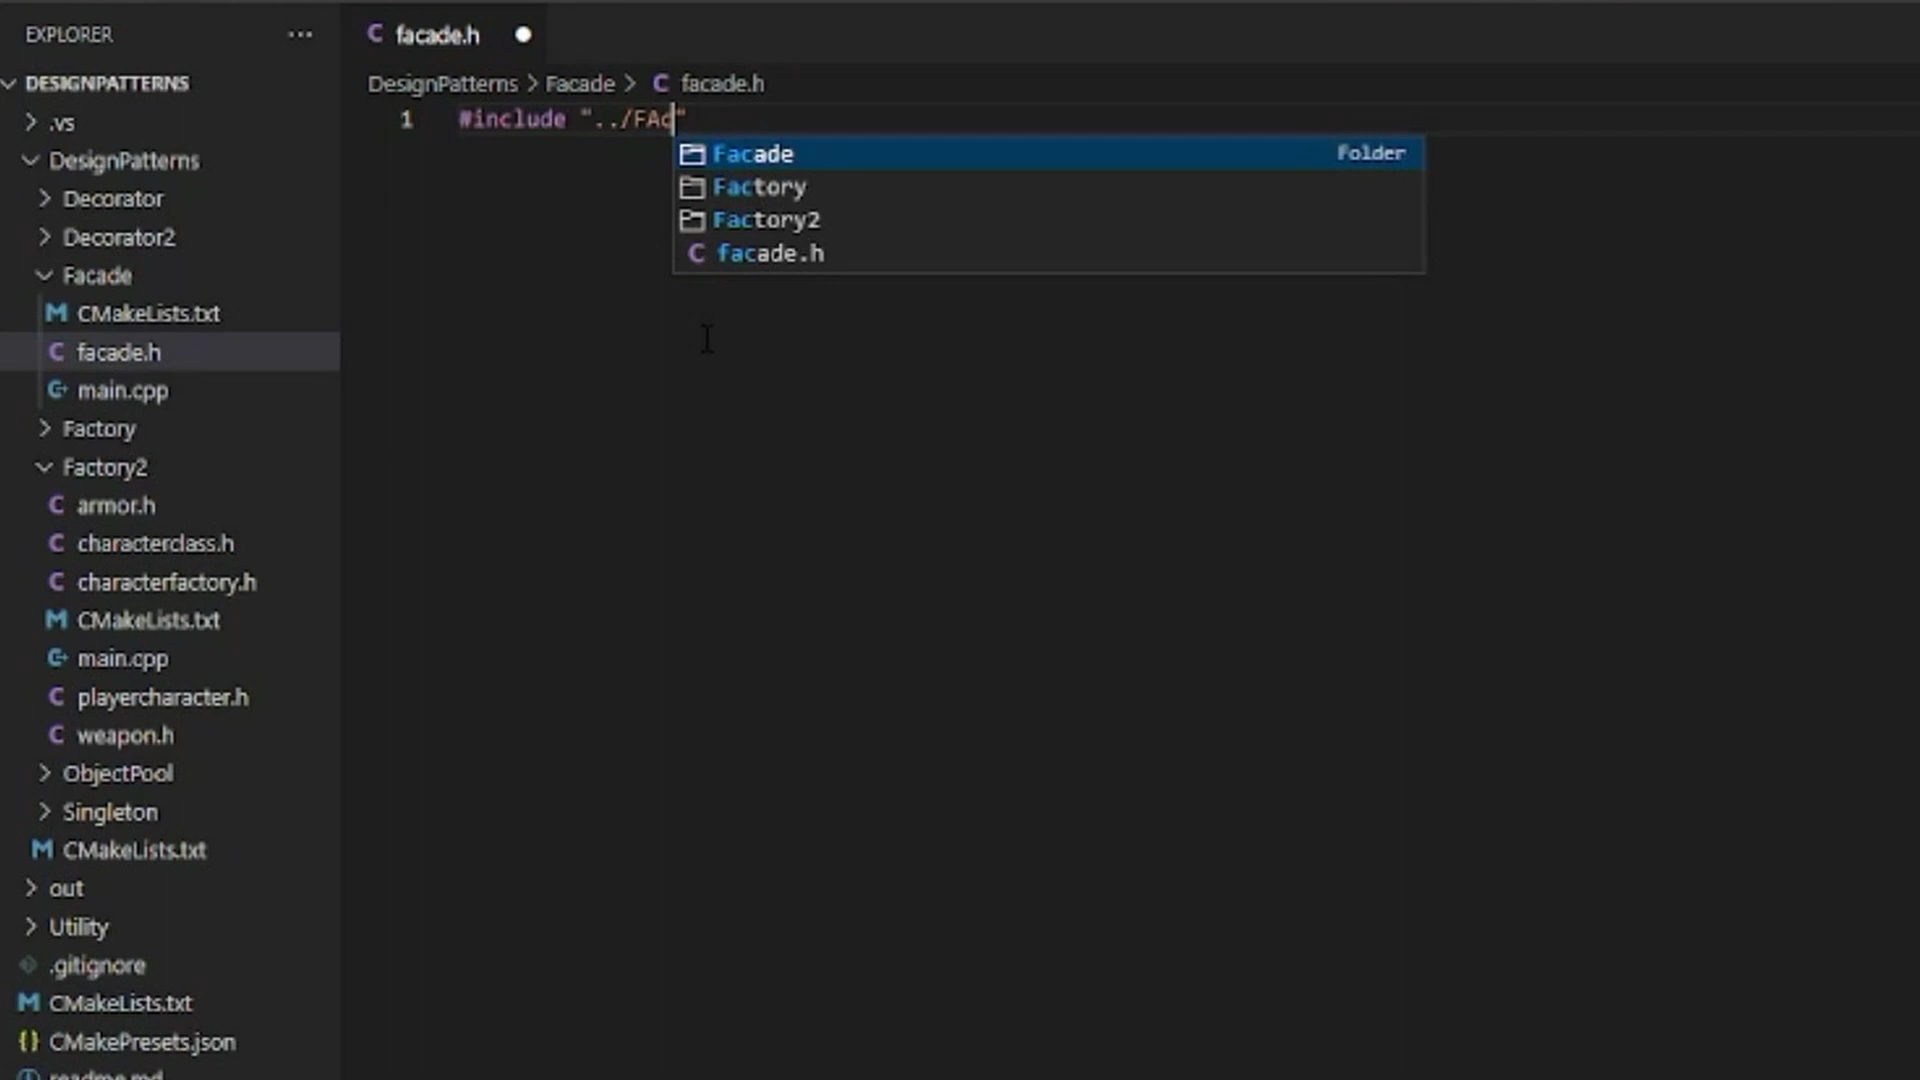 EXPLORER
DESIGNPATTERNS
.vs
DesignPatterns
Decorator
Decorator2
Facade
CMakeLists.txt
facade.h
main.cpp
Factory
Factory2
armor.h
characterclass.h
characterfactory.h
CMakeLists.txt
main.cpp
playercharacter.h
weapon.h
ObjectPool
Singleton
CMakeLists.txt
out
Utility
.gitignore
CMakeLists.txt
CMakePresets.json
readme.md
facade.h
DesignPatterns > Facade > facade.h
1 #include "../FAc"
Facade Folder
Factory
Factory2
facade.h